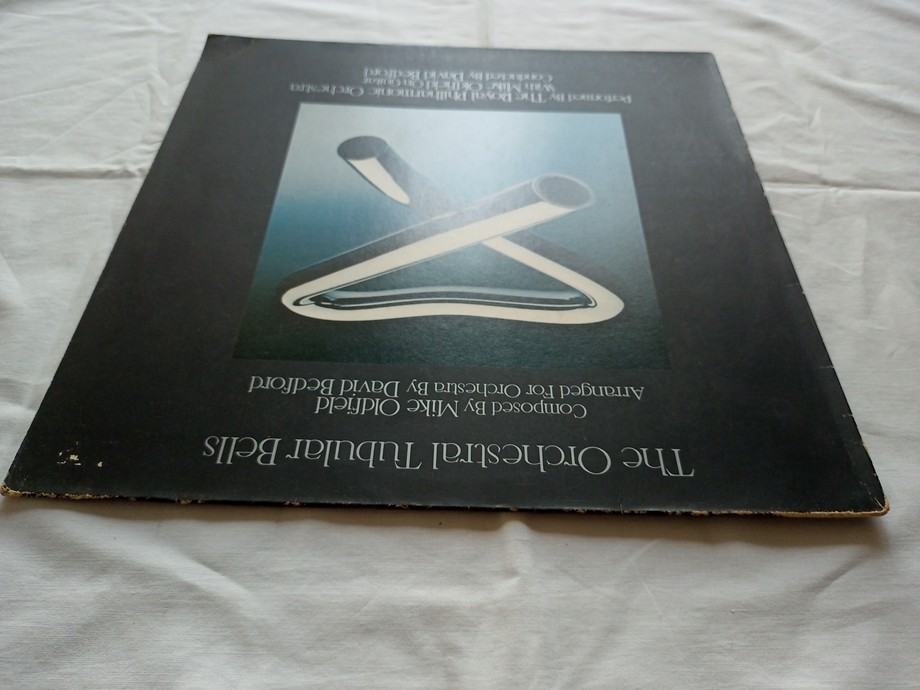 The Orchestral Tubular Bells
Composed By Mike Oldfield
Arranged For Orchestra By David Bedford
Performed By The Royal Philharmonic Orchestra
With Mike Oldfield On Guitar
Conducted By David Bedford